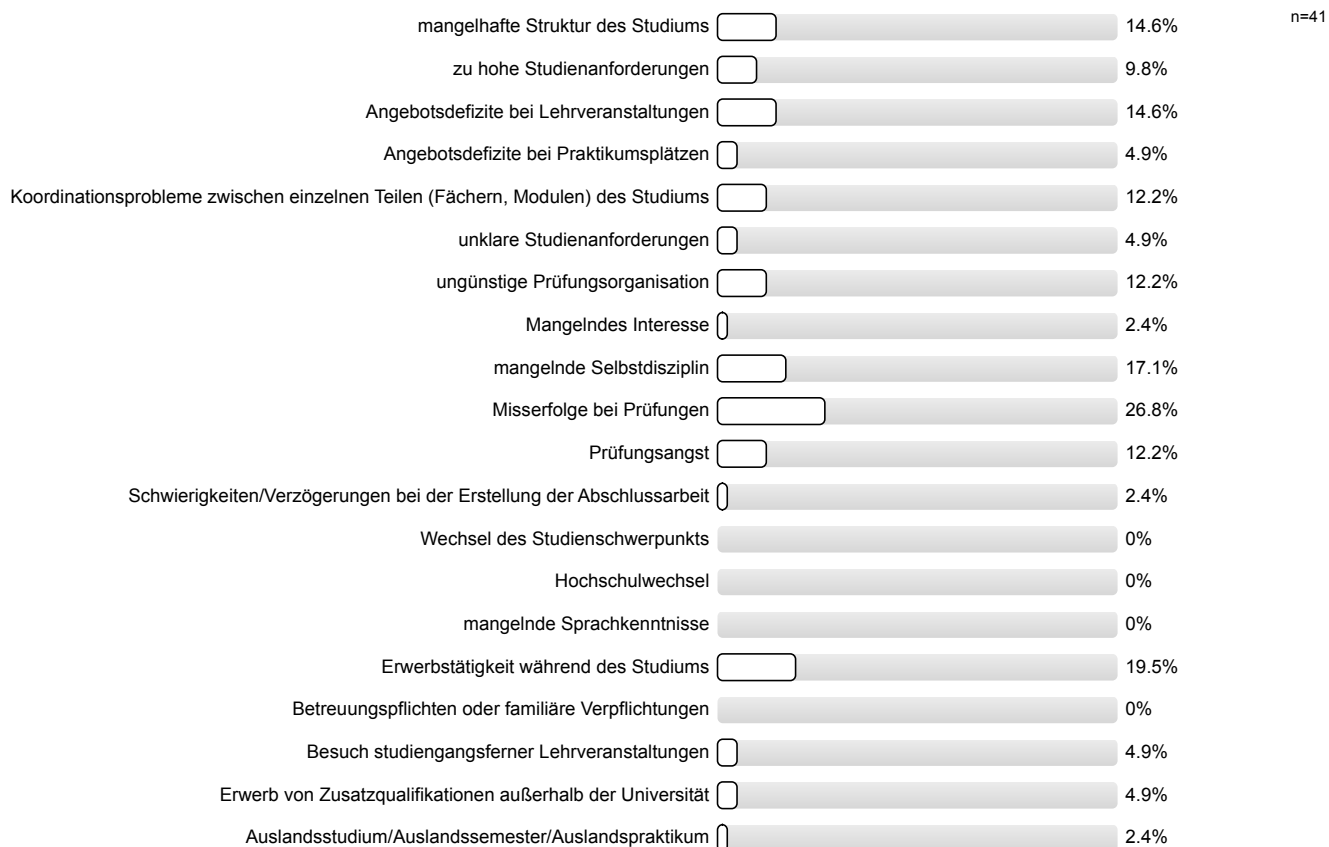 n=41
mangelhafte Struktur des Studiums 14.6%
zu hohe Studienanforderungen 9.8%
Angebotsdefizite bei Lehrveranstaltungen 14.6%
Angebotsdefizite bei Praktikumsplätzen 4.9%
Koordinationsprobleme zwischen einzelnen Teilen (Fächern, Modulen) des Studiums 12.2%
unklare Studienanforderungen 4.9%
ungünstige Prüfungsorganisation 12.2%
Mangelndes Interesse 2.4%
mangelnde Selbstdisziplin 17.1%
Misserfolge bei Prüfungen 26.8%
Prüfungsangst 12.2%
Schwierigkeiten/Verzögerungen bei der Erstellung der Abschlussarbeit 2.4%
Wechsel des Studienschwerpunkts 0%
Hochschulwechsel 0%
mangelnde Sprachkenntnisse 0%
Erwerbstätigkeit während des Studiums 19.5%
Betreuungspflichten oder familiäre Verpflichtungen 0%
Besuch studiengangsferner Lehrveranstaltungen 4.9%
Erwerb von Zusatzqualifikationen außerhalb der Universität 4.9%
Auslandsstudium/Auslandssemester/Auslandspraktikum 2.4%